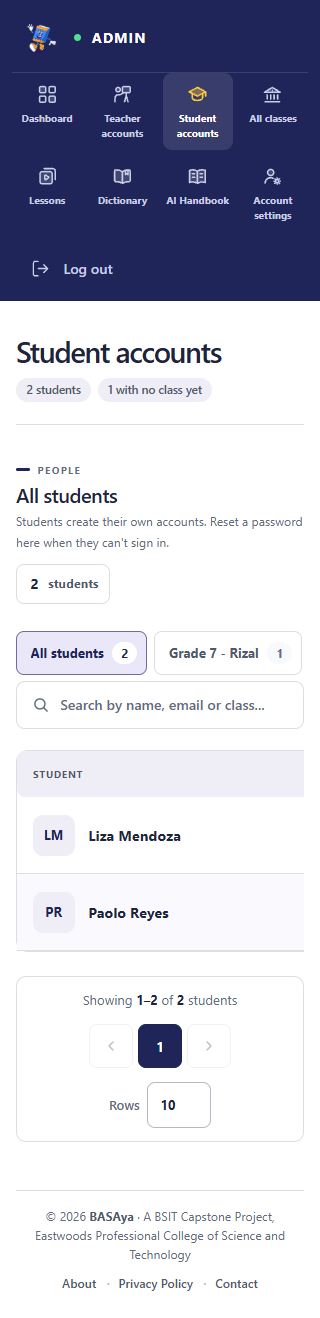 ADMIN
Dashboard
Teacher accounts
Student accounts
All classes
Lessons
Dictionary
AI Handbook
Account settings
Log out
Student accounts
2 students
1 with no class yet
PEOPLE
All students
Students create their own accounts. Reset a password
here when they can't sign in.
2 students
All students 2
Grade 7 - Rizal 1
Search by name, email or class...
STUDENT
LM Liza Mendoza
PR Paolo Reyes
Showing 1–2 of 2 students
1
Rows 10
© 2026 BASAya · A BSIT Capstone Project,
Eastwoods Professional College of Science and
Technology
About · Privacy Policy · Contact